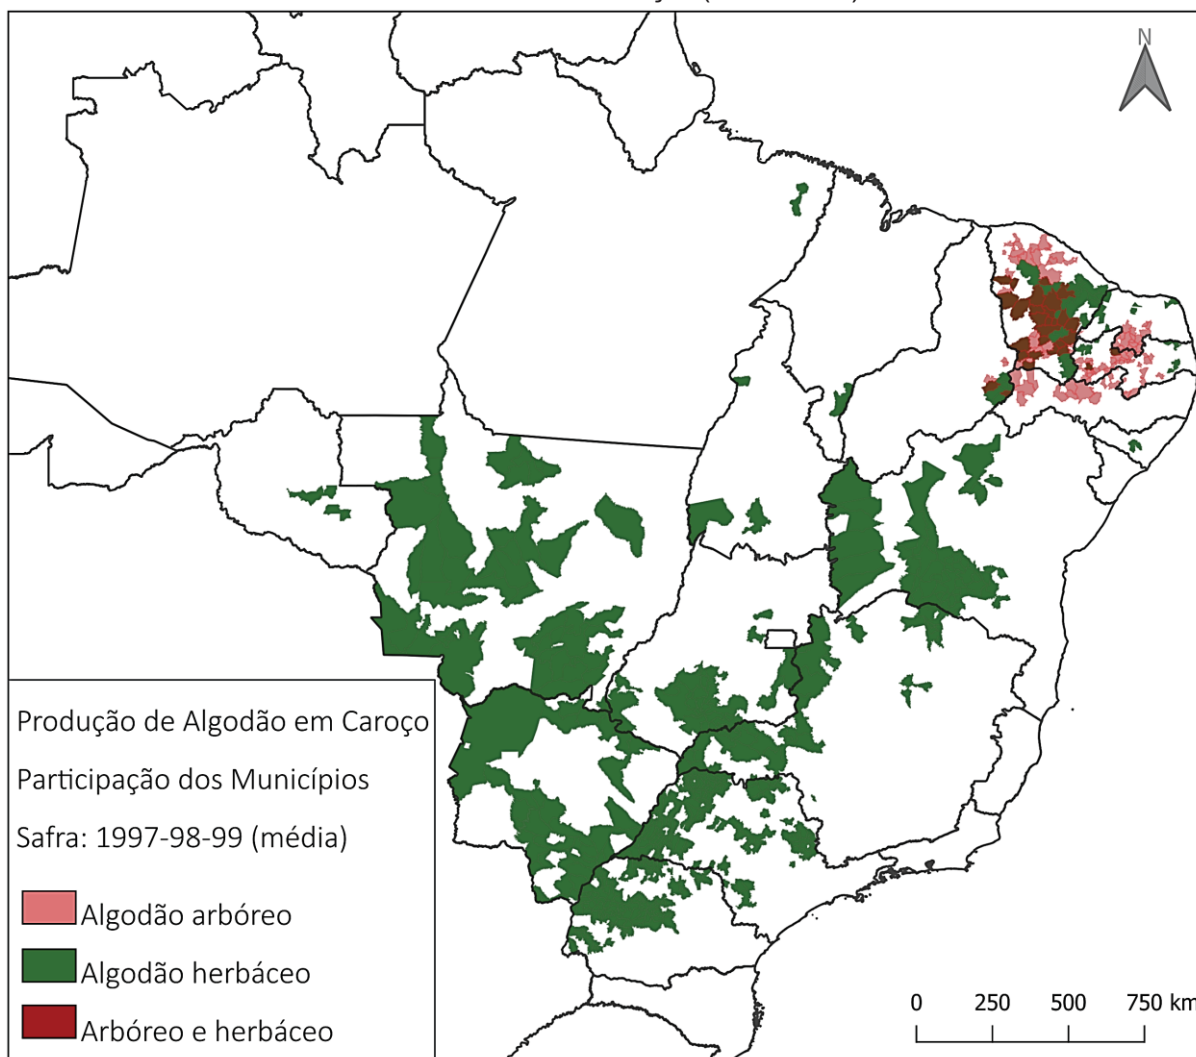 N
Produção de Algodão em Caroço
Participação dos Municípios
Safra: 1997-98-99 (média)
Algodão arbóreo
Algodão herbáceo
Arbóreo e herbáceo
0 250 500 750 km